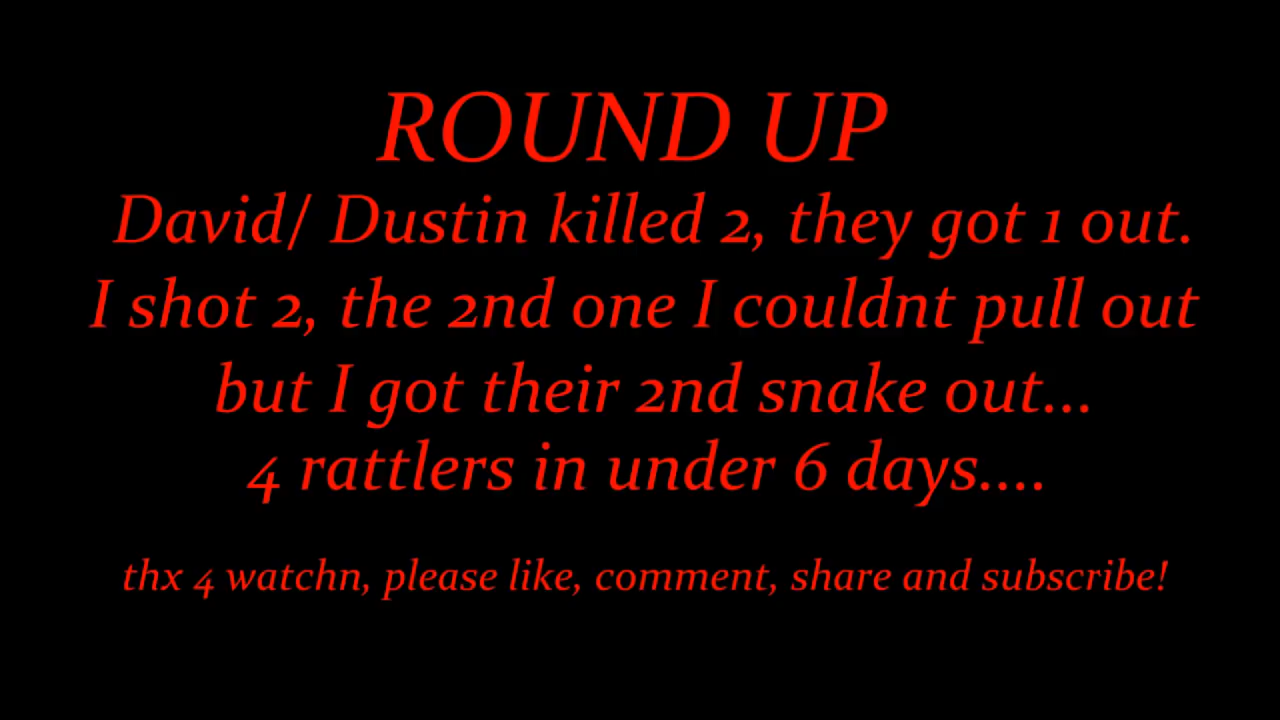 ROUND UP
David/ Dustin killed 2, they got 1 out.
I shot 2, the 2nd one I couldnt pull out
but I got their 2nd snake out...
4 rattlers in under 6 days....
thx 4 watchn, please like, comment, share and subscribe!